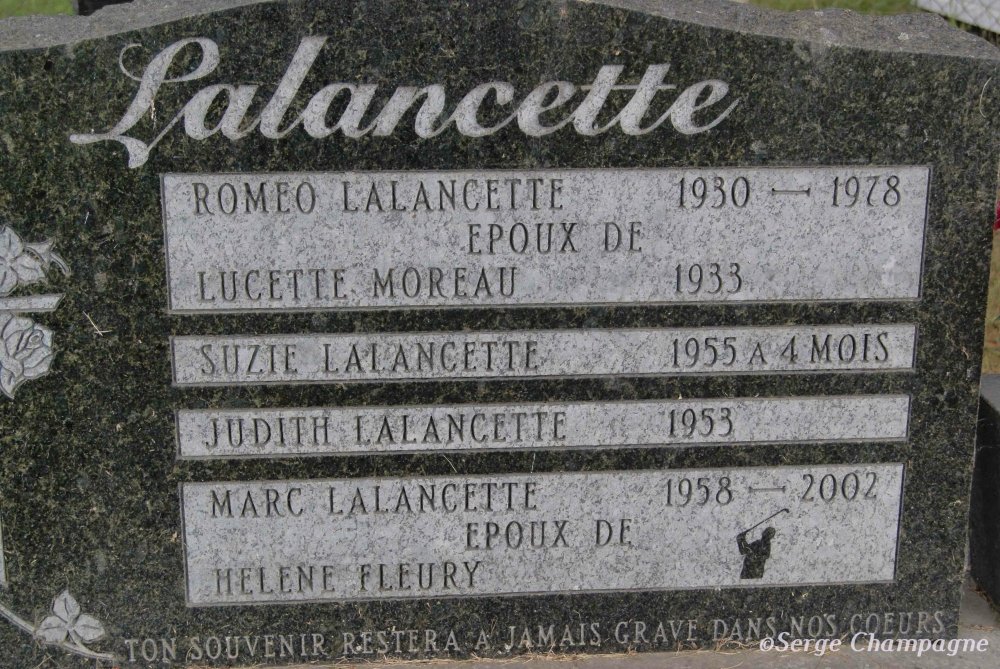 Lalancette
ROMEO LALANCETTE 1930 — 1978
EPOUX DE
LUCETTE MOREAU 1933
SUZIE LALANCETTE 1955 A 4 MOIS
JUDITH LALANCETTE 1953
MARC LALANCETTE 1958 — 2002
EPOUX DE
HELENE FLEURY
TON SOUVENIR RESTERA A JAMAIS GRAVE DANS NOS COEURS
©Serge Champagne